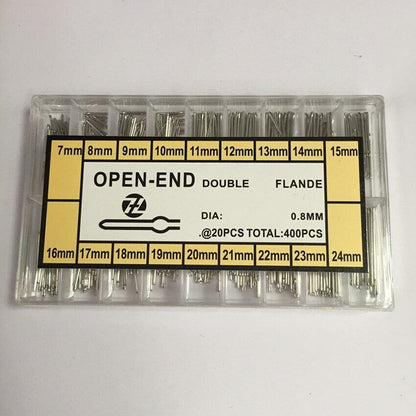 7mm 8mm 9mm 10mm 11mm 12mm 13mm 14mm 15mm
OPEN-END DOUBLE FLANDE
DIA: 0.8MM
.@20PCS TOTAL:400PCS
16mm 17mm 18mm 19mm 20mm 21mm 22mm 23mm 24mm